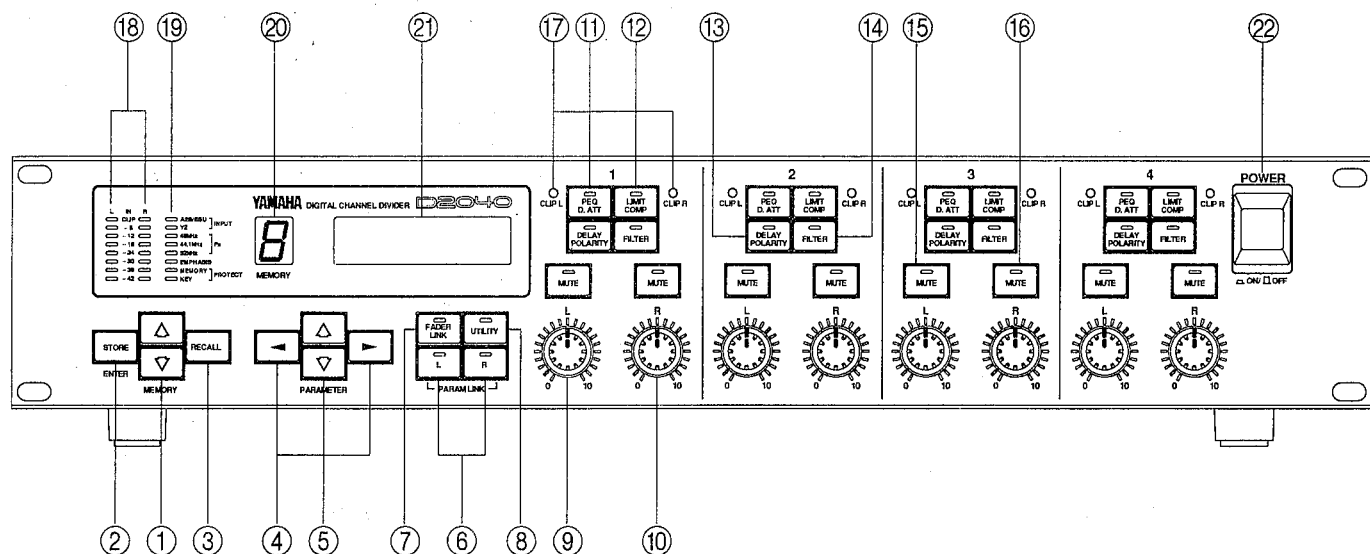 ⑱ ⑲ ⑳ ㉑ ⑰ ⑪ ⑫ ⑬ ⑭ ⑮ ⑯ ㉒
L IN R
CLIP
-6
-12
-18
-24
-30
-36
-42
AES/EBU
Y2
INPUT
48kHz
44.1kHz
32kHz
Fs
EMPHASIS
MEMORY
KEY
PROTECT
YAMAHA DIGITAL CHANNEL DIVIDER D2040
8
MEMORY
STORE
ENTER
△
▽
MEMORY
RECALL
◄
△
▽
►
PARAMETER
FADER LINK
UTILITY
L
R
PARAM LINK
1
CLIP L
PEQ D. ATT
LIMIT COMP
CLIP R
DELAY POLARITY
FILTER
MUTE
MUTE
L
R
0 10
0 10
2
CLIP L
PEQ D. ATT
LIMIT COMP
CLIP R
DELAY POLARITY
FILTER
MUTE
MUTE
L
R
0 10
0 10
3
CLIP L
PEQ D. ATT
LIMIT COMP
CLIP R
DELAY POLARITY
FILTER
MUTE
MUTE
L
R
0 10
0 10
4
CLIP L
PEQ D. ATT
LIMIT COMP
CLIP R
DELAY POLARITY
FILTER
MUTE
MUTE
L
R
0 10
0 10
POWER
ON/ OFF
② ① ③ ④ ⑤ ⑦ ⑥ ⑧ ⑨ ⑩